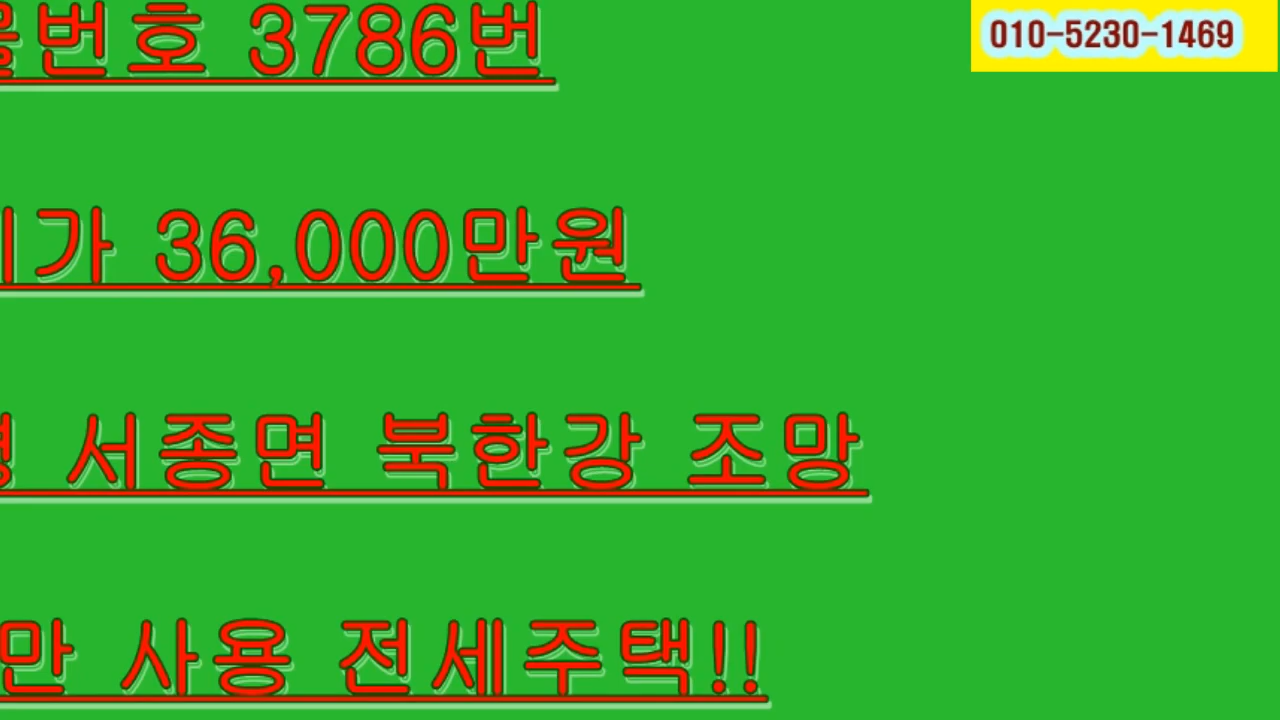 번호 3786번
010-5230-1469
가 36,000만원
서종면 북한강 조망
만 사용 전세주택!!